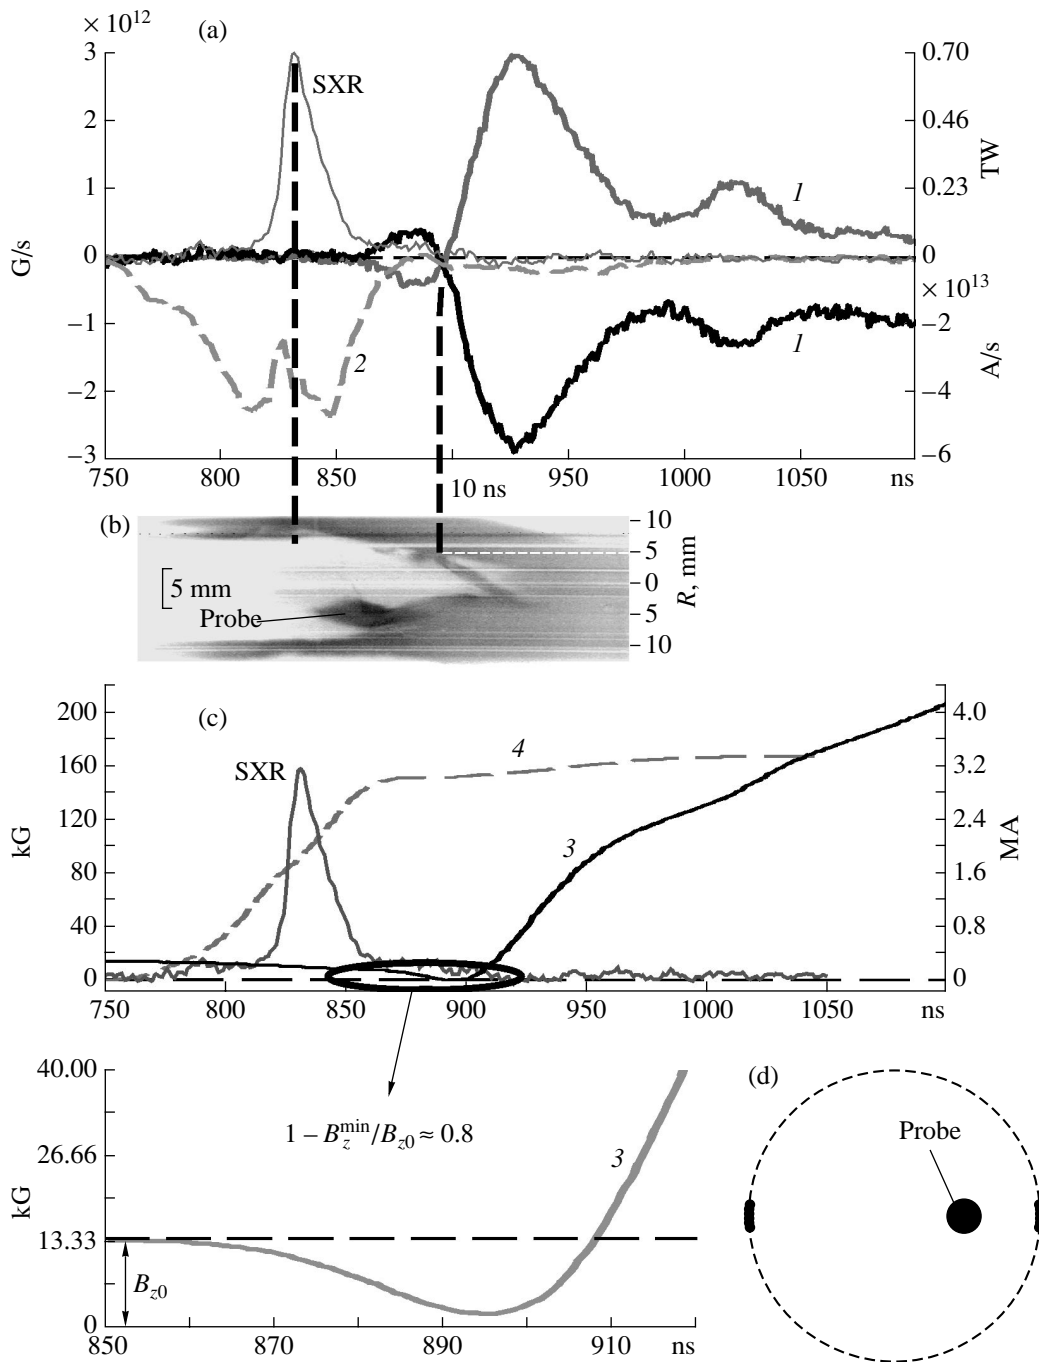 × 10¹² (a)
3 0.70
SXR
2 0.46
TW
1 0.23
1
G/s
0 0
× 10¹³
−1 −2
2 1
A/s
−2 −4
−3 −6
750 800 850 950 1000 1050 ns
10 ns
(b) 10
5
5 mm 0
R, mm
Probe 5
10
(c)
200 4.0
4
160 SXR 3.2
120 2.4
3
kG MA
80 1.6
40 0.8
0 0
750 800 850 900 950 1000 1050 ns
40.00 (d)
1 – B_z^min/B_z0 ≈ 0.8 Probe
26.66 3
kG
13.33
B_z0
0
850 870 890 910 ns